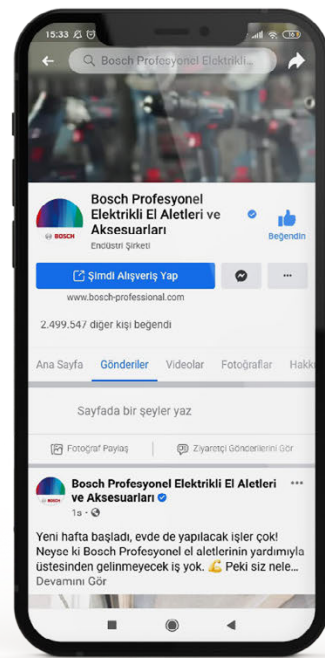 15:33
Bosch Profesyonel Elektrikli...
Bosch Profesyonel
Elektrikli El Aletleri ve
Aksesuarları
Endüstri Şirketi
BOSCH
Beğendin
Şimdi Alışveriş Yap
www.bosch-professional.com
2.499.547 diğer kişi beğendi
Ana Sayfa Gönderiler Videolar Fotoğraflar Hakkı
Sayfada bir şeyler yaz
Fotoğraf Paylaş Ziyaretçi Gönderilerini Gör
Bosch Profesyonel Elektrikli El Aletleri
ve Aksesuarları
1s
Yeni hafta başladı, evde de yapılacak işler çok!
Neyse ki Bosch Profesyonel el aletlerinin yardımıyla
üstesinden gelinmeyecek iş yok. 💪 Peki siz nele...
Devamını Gör